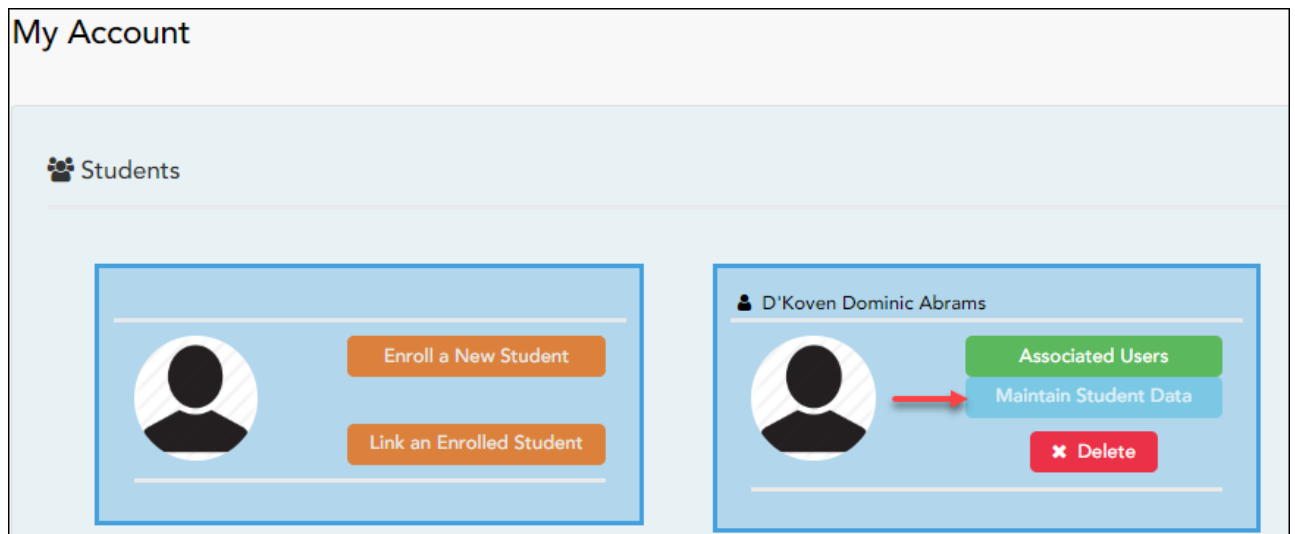 My Account
Students
Enroll a New Student
Link an Enrolled Student
D'Koven Dominic Abrams
Associated Users
Maintain Student Data
Delete